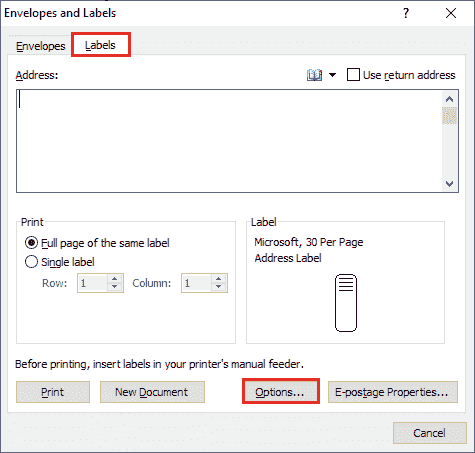 Envelopes and Labels ? ×
Envelopes Labels
Address: Use return address
Print
Full page of the same label
Single label
Row: 1 Column: 1
Label
Microsoft, 30 Per Page
Address Label
Before printing, insert labels in your printer's manual feeder.
Print New Document Options... E-postage Properties...
Cancel